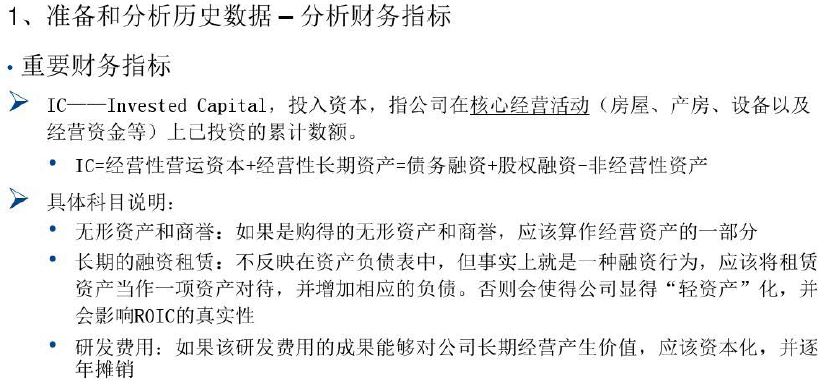 1、准备和分析历史数据 – 分析财务指标
• 重要财务指标
➢ IC——Invested Capital，投入资本，指公司在核心经营活动（房屋、产房、设备以及
经营资金等）上已投资的累计数额。
• IC=经营性营运资本+经营性长期资产=债务融资+股权融资-非经营性资产
➢ 具体科目说明：
• 无形资产和商誉：如果是购得的无形资产和商誉，应该算作经营资产的一部分
• 长期的融资租赁：不反映在资产负债表中，但事实上就是一种融资行为，应该将租赁
资产当作一项资产对待，并增加相应的负债。否则会使得公司显得“轻资产”化，并
会影响ROIC的真实性
• 研发费用：如果该研发费用的成果能够对公司长期经营产生价值，应该资本化，并逐
年摊销